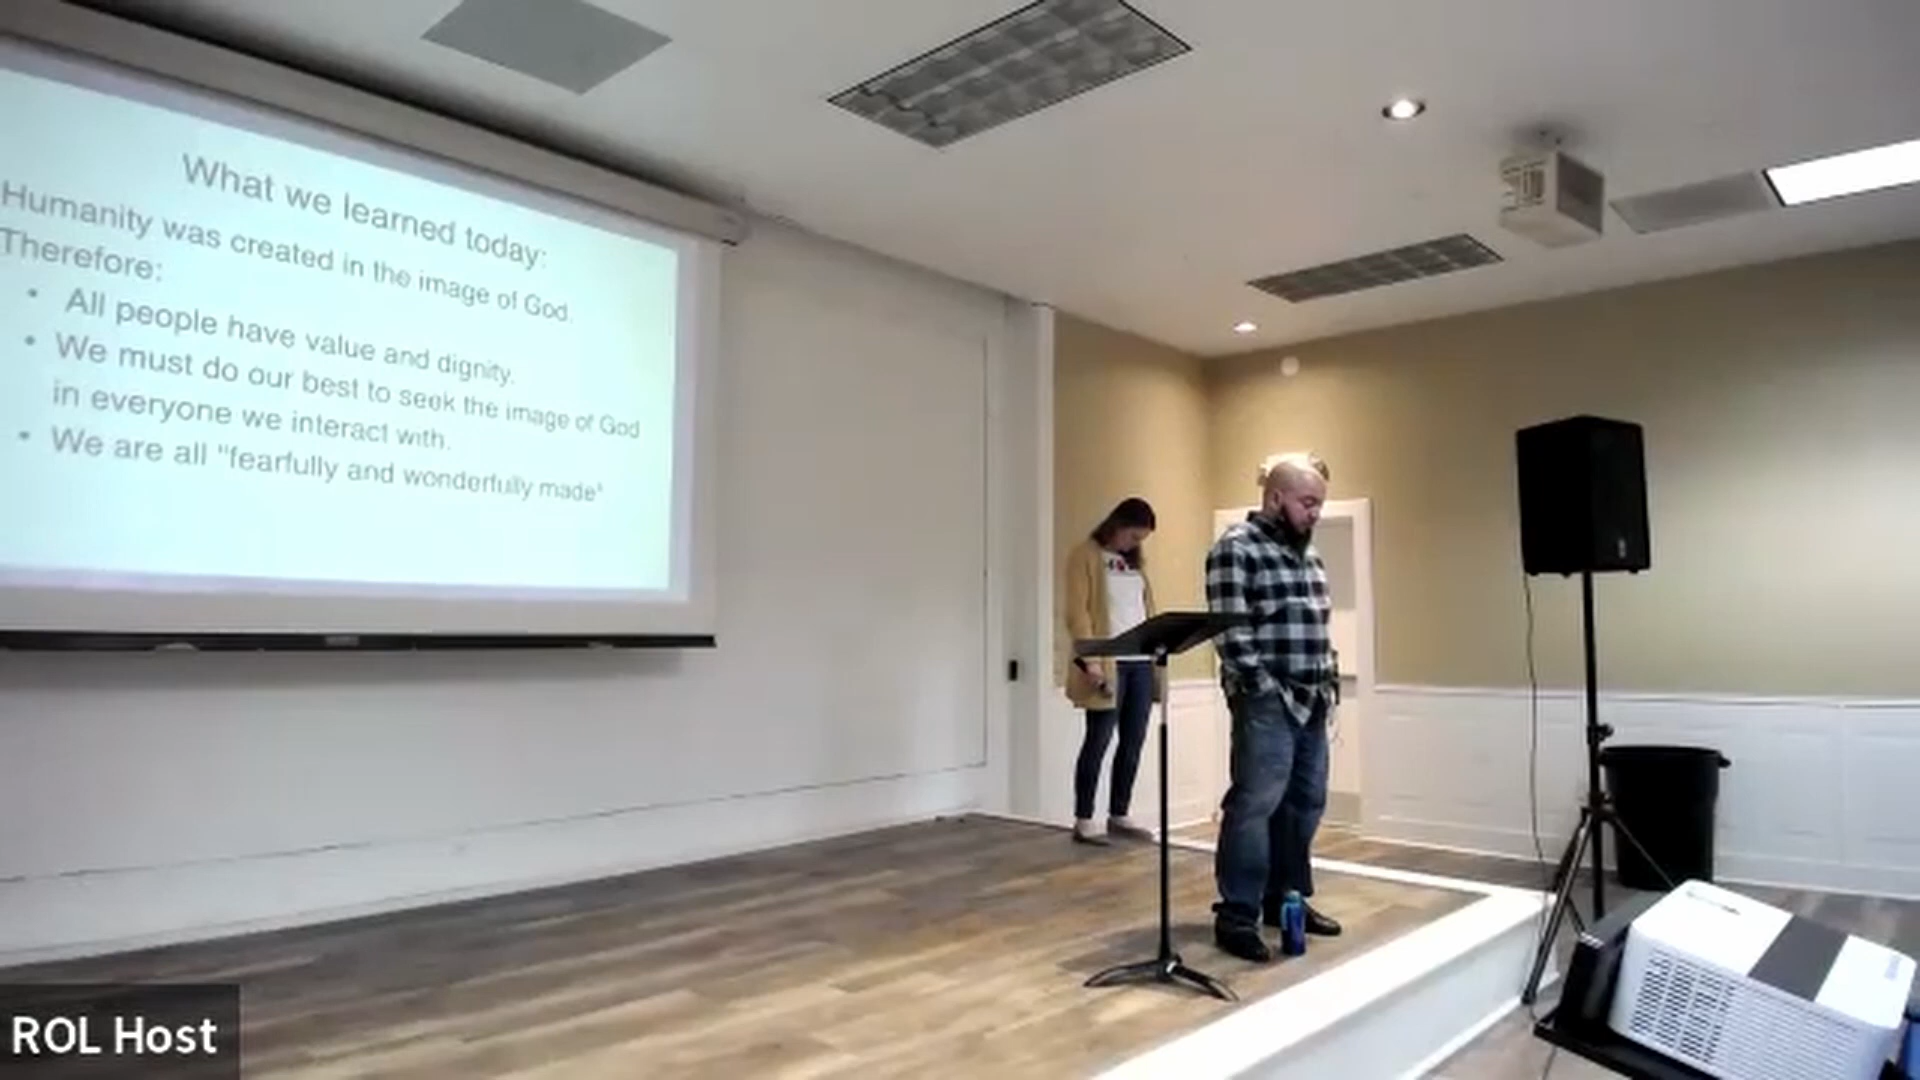 What we learned today:
Humanity was created in the image of God.
Therefore:
• All people have value and dignity.
• We must do our best to seek the image of God
in everyone we interact with.
• We are all "fearfully and wonderfully made"
ROL Host